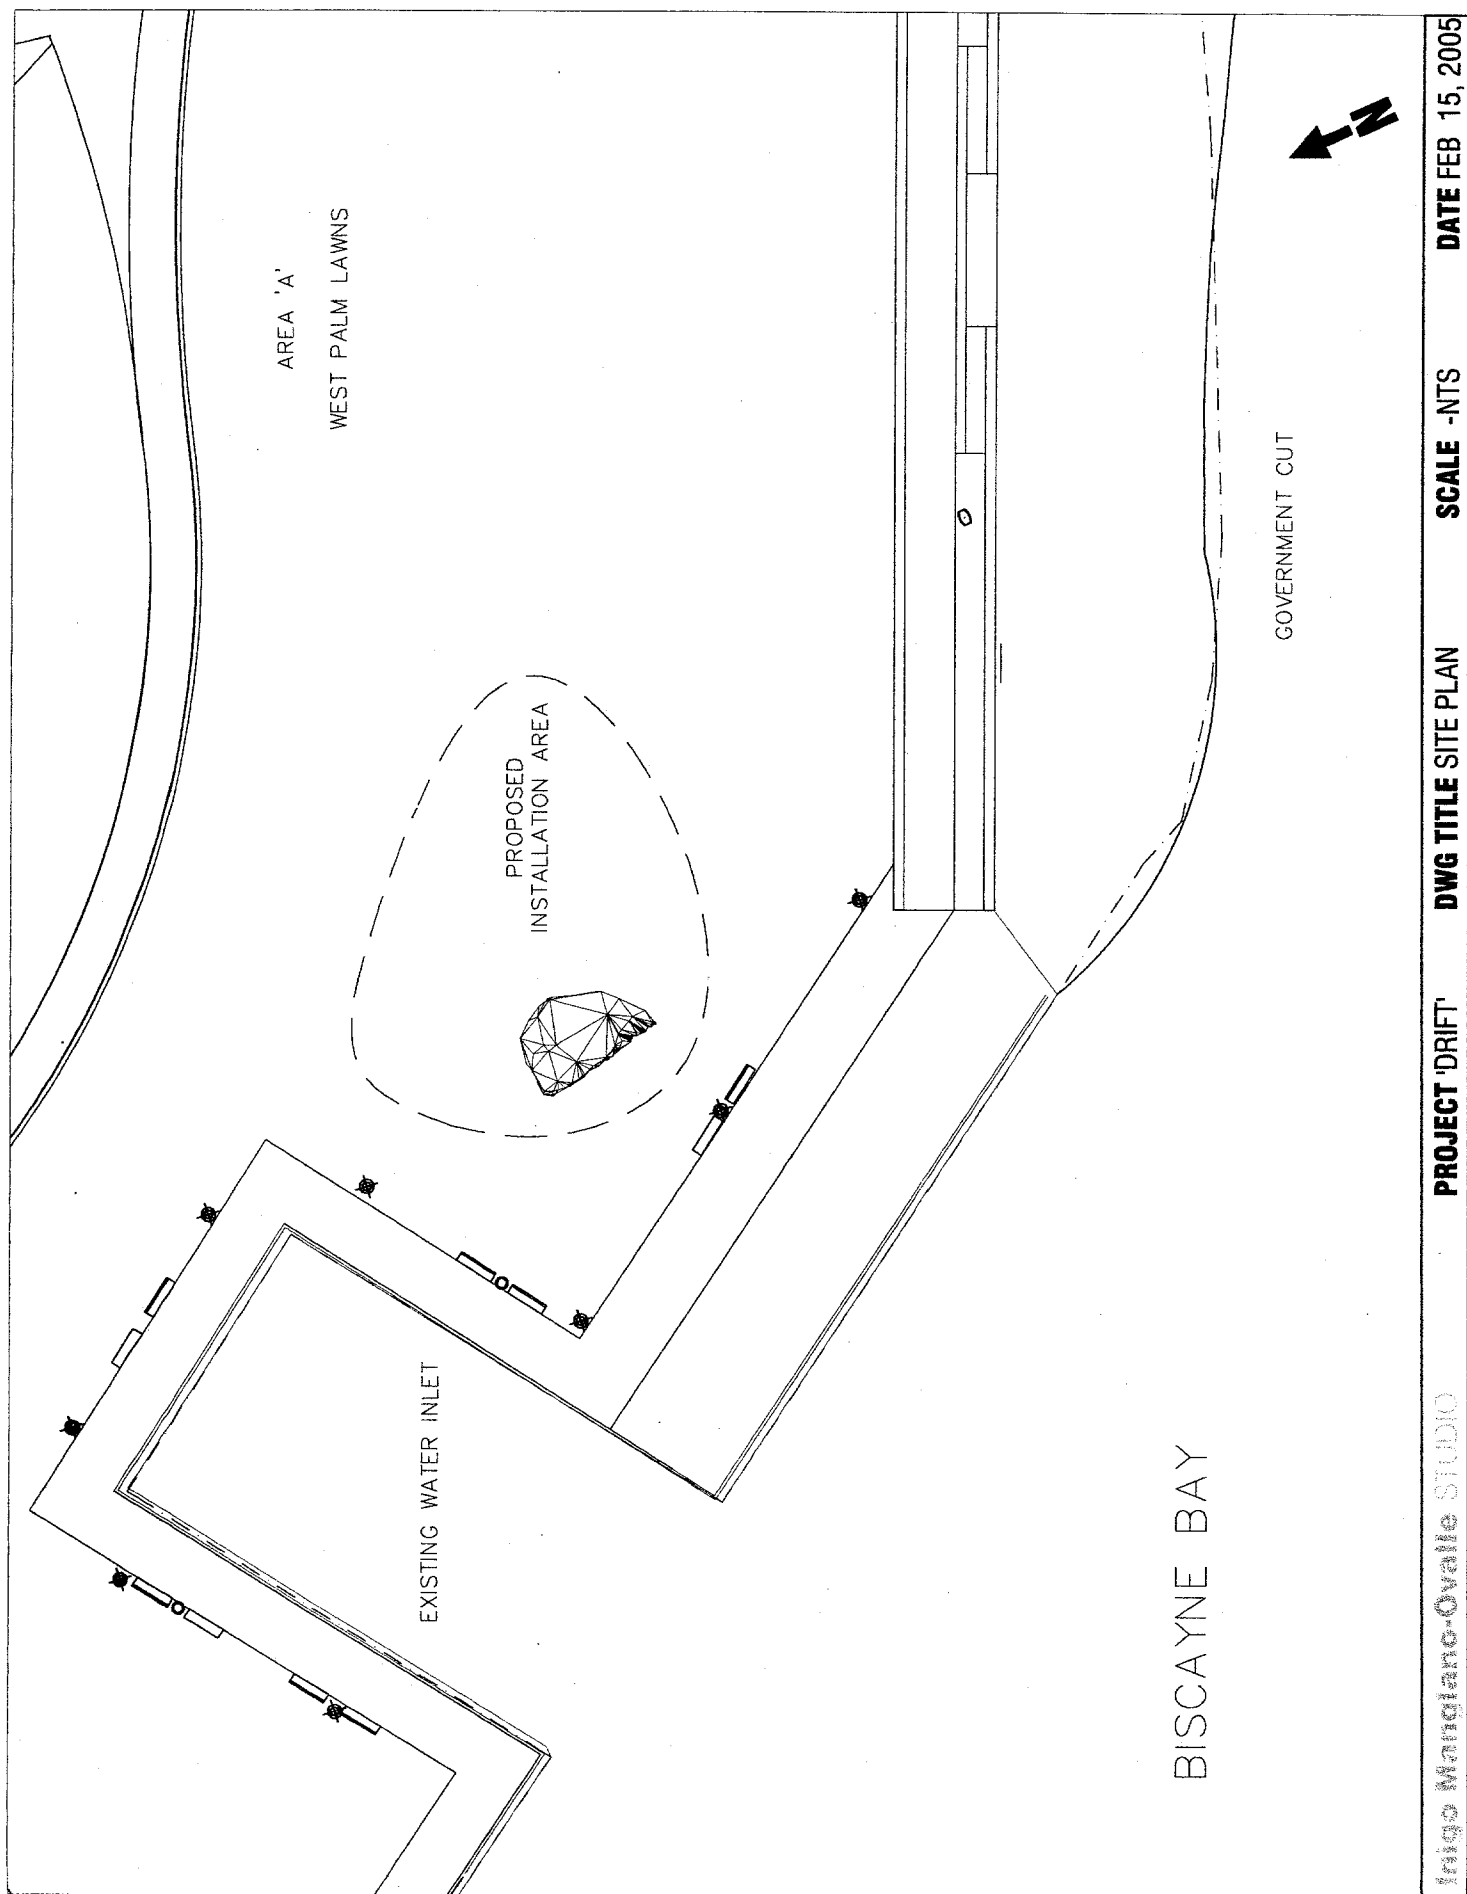 AREA 'A'
WEST PALM LAWNS
PROPOSED
INSTALLATION AREA
EXISTING WATER INLET
GOVERNMENT CUT
BISCAYNE BAY
N
Inigo Manglano-Ovalle STUDIO
PROJECT 'DRIFT'
DWG TITLE SITE PLAN
SCALE -NTS
DATE FEB 15, 2005